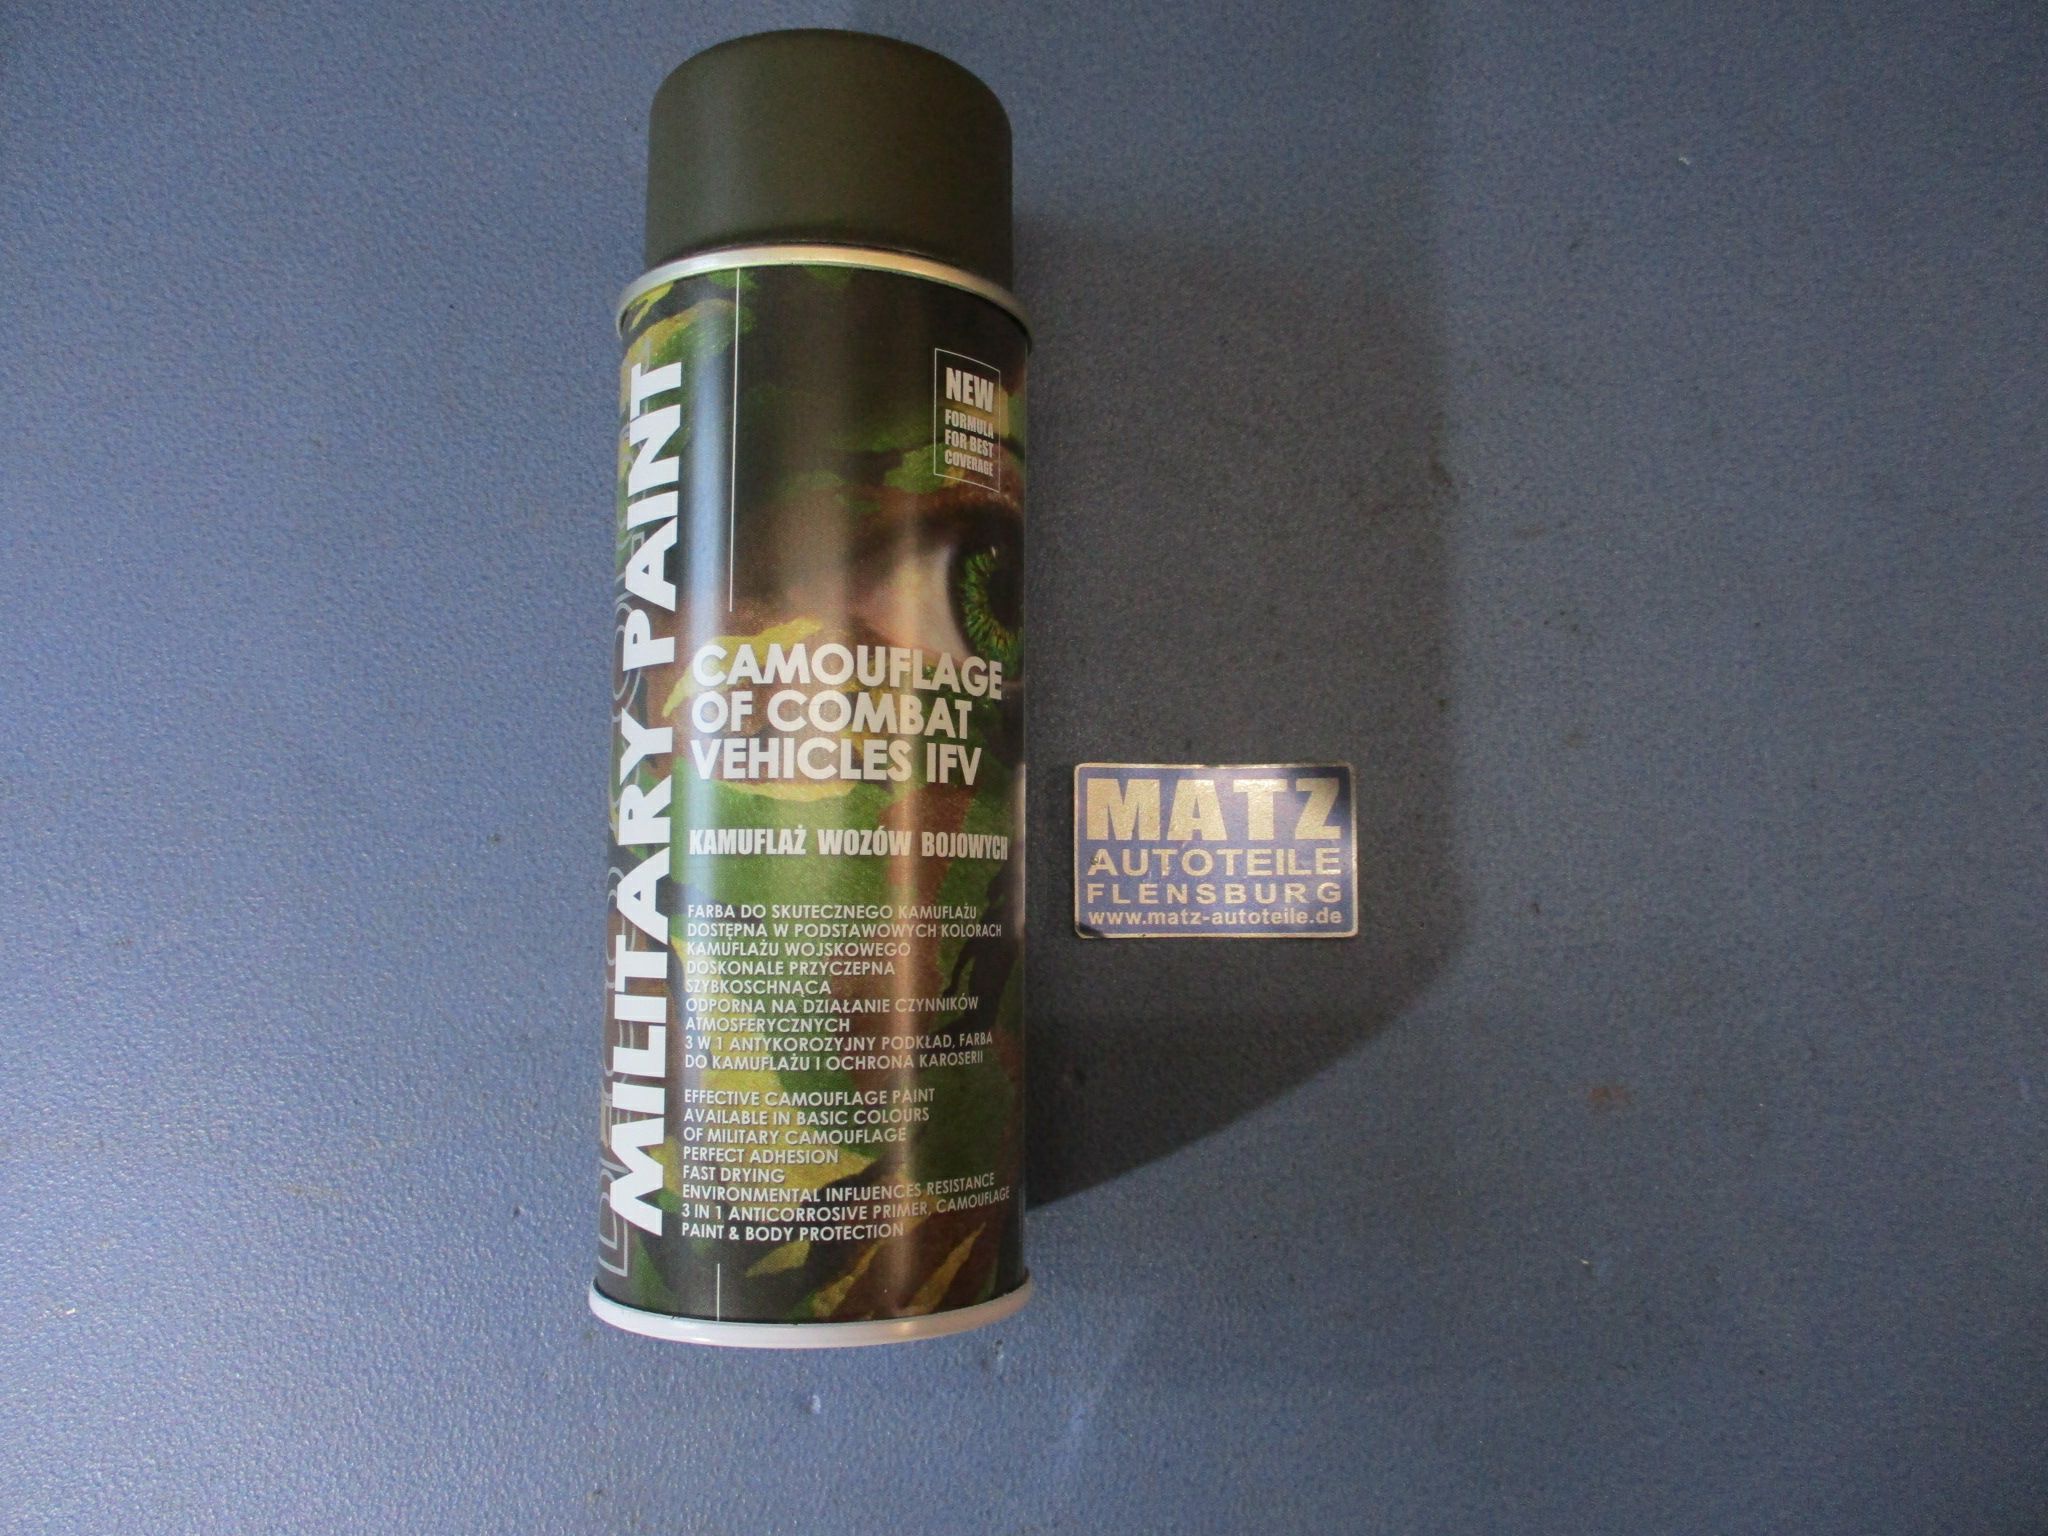 MILITARY PAINT
NEW
FORMULA
FOR BEST
COVERAGE
CAMOUFLAGE
OF COMBAT
VEHICLES IFV
KAMUFLAŻ WOZÓW BOJOWYCH
FARBA DO SKUTECZNEGO KAMUFLAŻU
DOSTĘPNA W PODSTAWOWYCH KOLORACH
KAMUFLAŻU WOJSKOWEGO
DOSKONALE PRZYCZEPNA
SZYBKOSCHNĄCA
ODPORNA NA DZIAŁANIE CZYNNIKÓW
ATMOSFERYCZNYCH
3 W 1 ANTYKOROZYJNY PODKŁAD, FARBA
DO KAMUFLAŻU I OCHRONA KAROSERII
EFFECTIVE CAMOUFLAGE PAINT
AVAILABLE IN BASIC COLOURS
OF MILITARY CAMOUFLAGE
PERFECT ADHESION
FAST DRYING
ENVIRONMENTAL INFLUENCES RESISTANCE
3 IN 1 ANTICORROSIVE PRIMER, CAMOUFLAGE
PAINT & BODY PROTECTION
MATZ
AUTOTEILE
FLENSBURG
www.matz-autoteile.de